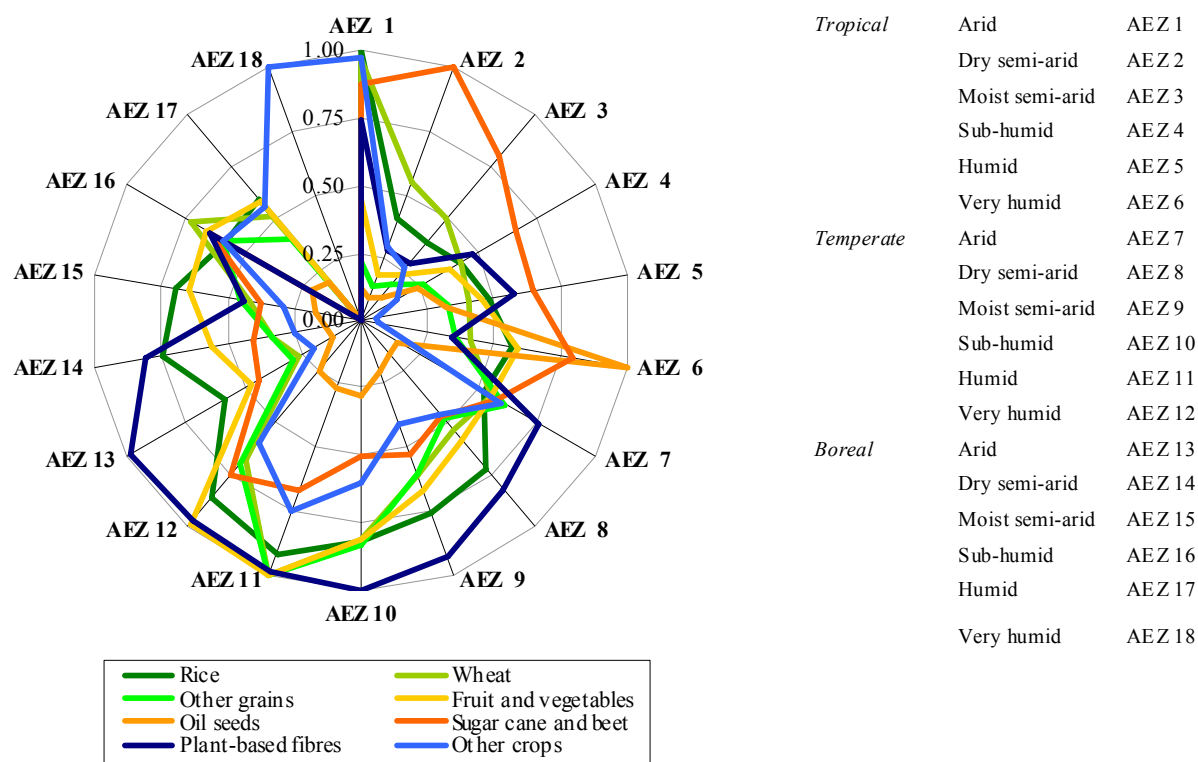 AEZ 1
1.00
AEZ 18
AEZ 2
AEZ 17
AEZ 3
0.75
AEZ 16
AEZ 4
0.50
0.25
AEZ 15
AEZ 5
0.00
AEZ 14
AEZ 6
AEZ 13
AEZ 7
AEZ 12
AEZ 8
AEZ 11
AEZ 9
AEZ 10
Rice
Wheat
Other grains
Fruit and vegetables
Oil seeds
Sugar cane and beet
Plant-based fibres
Other crops
Tropical Arid AEZ 1
Dry semi-arid AEZ 2
Moist semi-arid AEZ 3
Sub-humid AEZ 4
Humid AEZ 5
Very humid AEZ 6
Temperate Arid AEZ 7
Dry semi-arid AEZ 8
Moist semi-arid AEZ 9
Sub-humid AEZ 10
Humid AEZ 11
Very humid AEZ 12
Boreal Arid AEZ 13
Dry semi-arid AEZ 14
Moist semi-arid AEZ 15
Sub-humid AEZ 16
Humid AEZ 17
Very humid AEZ 18